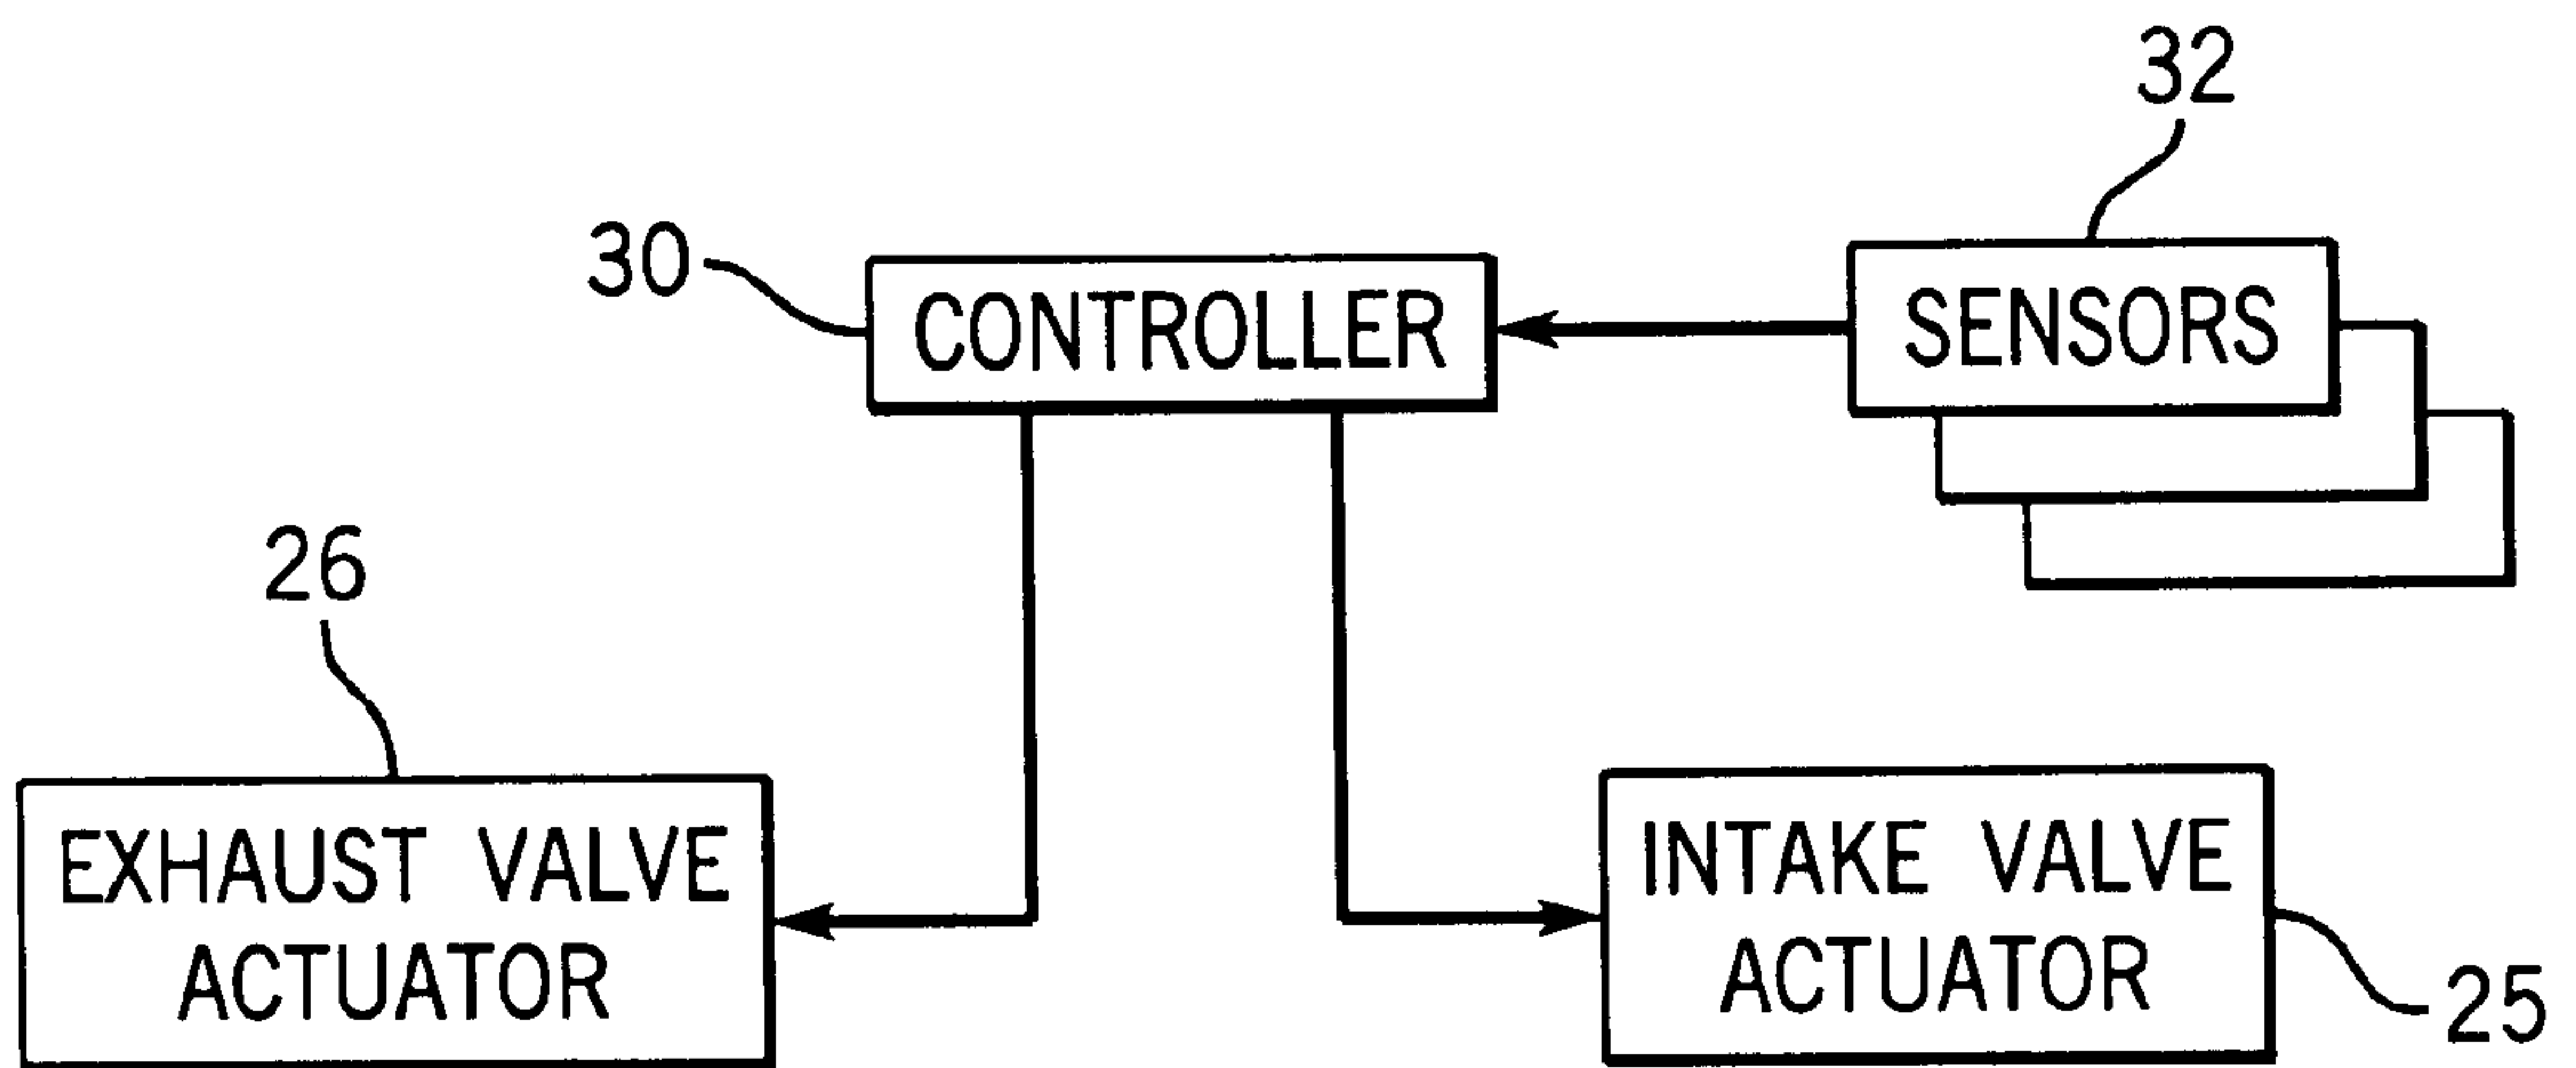 32
30
CONTROLLER
SENSORS
26
EXHAUST VALVE
ACTUATOR
INTAKE VALVE
ACTUATOR
25